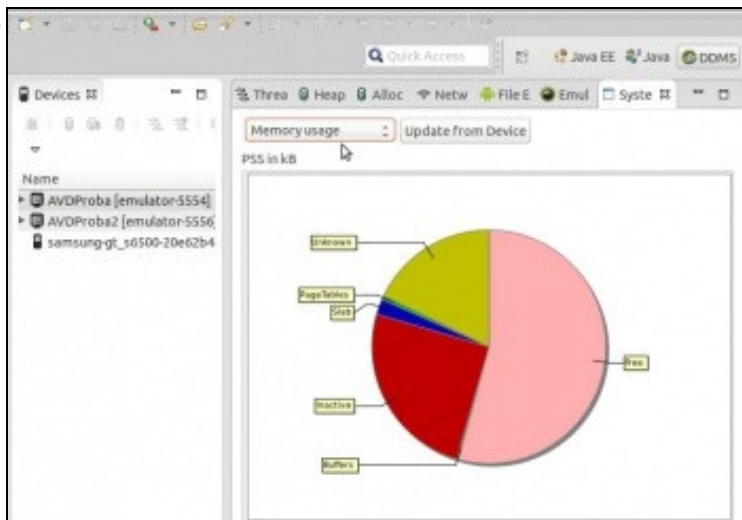 Quick Access
Java EE
Java
DDMS
Devices
Threa
Heap
Alloc
Netw
File E
Emul
Syste
Memory usage
Update from Device
PSS in kB
Name
AVDProba [emulator-5554]
AVDProba2 [emulator-5556]
samsung-gt_s6500-20e62b4
Unknown
PageTables
Slab
Free
Inactive
Buffers